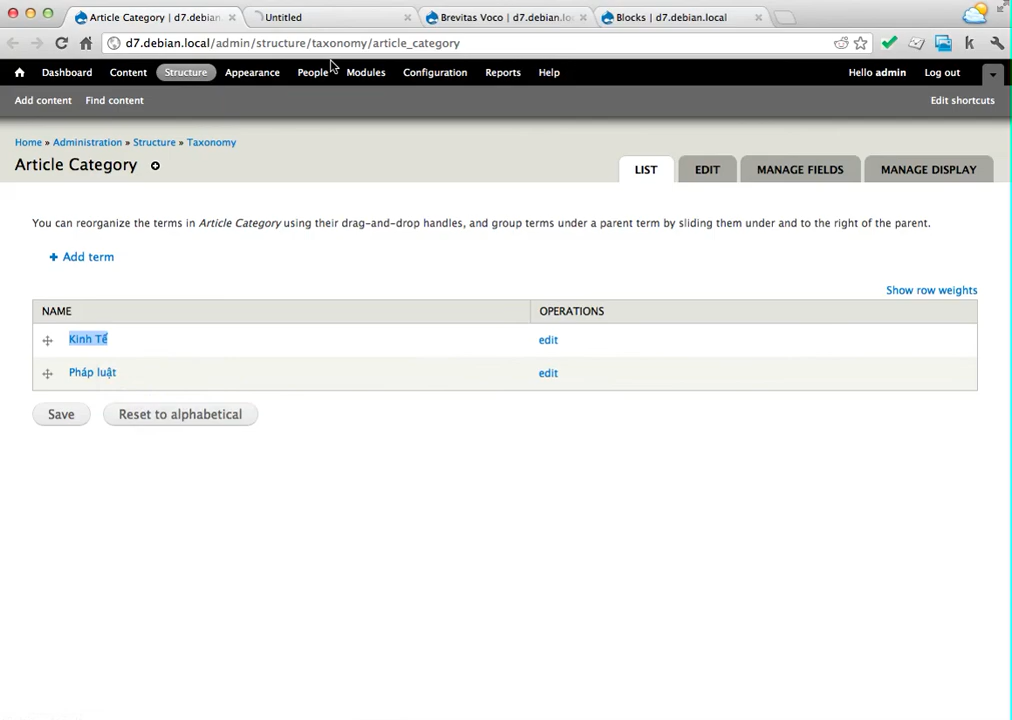 Article Category | d7.debian.
Untitled
Brevitas Voco | d7.debian.lo
Blocks | d7.debian.local
d7.debian.local/admin/structure/taxonomy/article_category
Dashboard Content Structure Appearance People Modules Configuration Reports Help Hello admin Log out
Add content Find content Edit shortcuts
Home » Administration » Structure » Taxonomy
Article Category
LIST EDIT MANAGE FIELDS MANAGE DISPLAY
You can reorganize the terms in Article Category using their drag-and-drop handles, and group terms under a parent term by sliding them under and to the right of the parent.
+ Add term
Show row weights
NAME OPERATIONS
Kinh Tế edit
Pháp luật edit
Save Reset to alphabetical